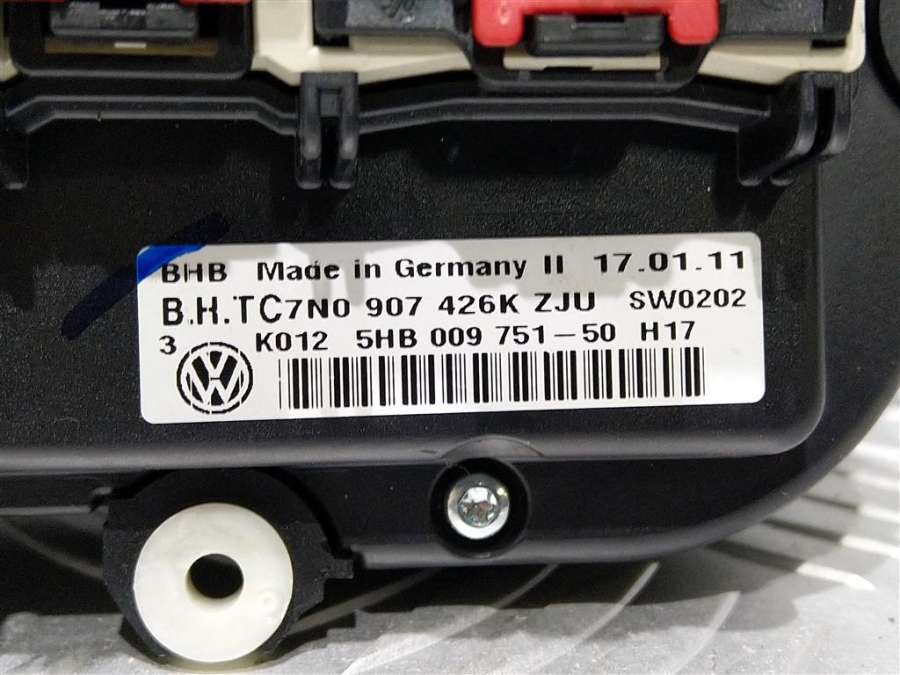 BHB Made in Germany II 17.01.11
B.H.TC7N0 907 426K ZJU SW0202
3 K012 5HB 009 751-50 H17